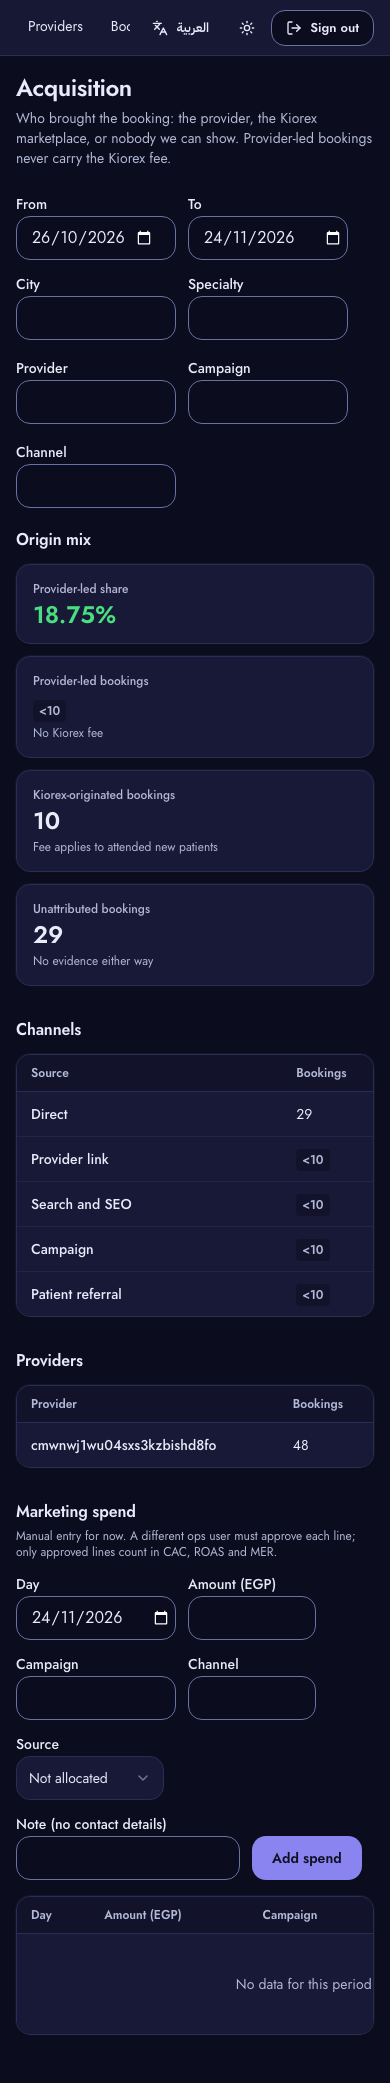 Providers Boo العربية Sign out
Acquisition
Who brought the booking: the provider, the Kiorex
marketplace, or nobody we can show. Provider-led bookings
never carry the Kiorex fee.
From To
26/10/2026 24/11/2026
City Specialty
Provider Campaign
Channel
Origin mix
Provider-led share
18.75%
Provider-led bookings
<10
No Kiorex fee
Kiorex-originated bookings
10
Fee applies to attended new patients
Unattributed bookings
29
No evidence either way
Channels
Source Bookings
Direct 29
Provider link <10
Search and SEO <10
Campaign <10
Patient referral <10
Providers
Provider Bookings
cmwnwj1wu04sxs3kzbishd8fo 48
Marketing spend
Manual entry for now. A different ops user must approve each line;
only approved lines count in CAC, ROAS and MER.
Day Amount (EGP)
24/11/2026
Campaign Channel
Source
Not allocated
Note (no contact details)
Add spend
Day Amount (EGP) Campaign
No data for this period